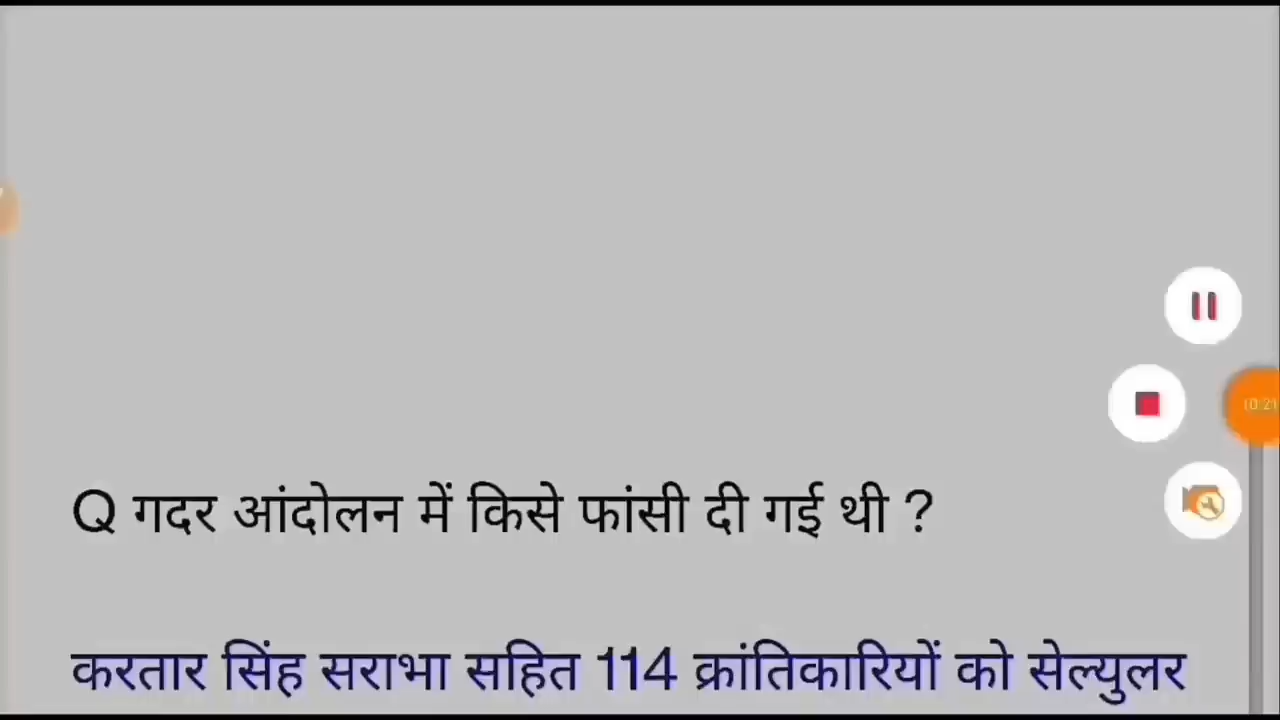 Q गदर आंदोलन में किसे फांसी दी गई थी ?
करतार सिंह सराभा सहित 114 क्रांतिकारियों को सेल्युलर